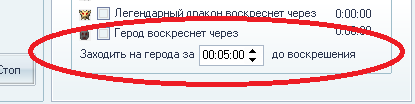 Легендарный дракон воскреснет через 0:00:00
Герод воскреснет через 0:00:00
Заходить на герода за 00:05:00 до воскрешения
Стоп